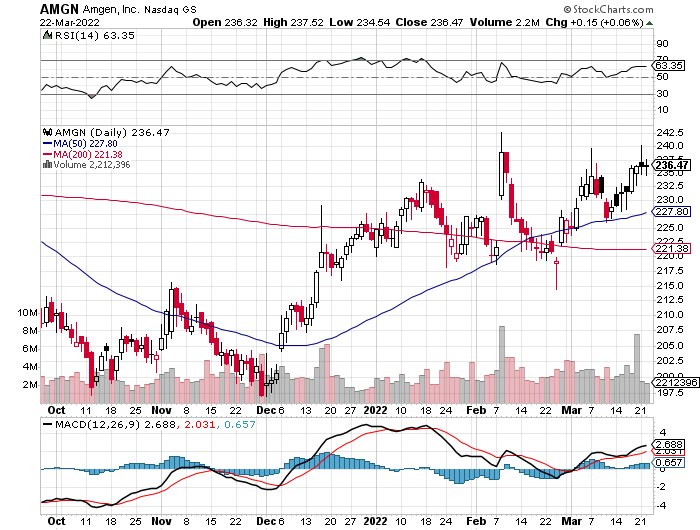 AMGN Amgen, Inc. Nasdaq GS © StockCharts.com
22-Mar-2022 Open 236.32 High 237.52 Low 234.54 Close 236.47 Volume 2.2M Chg +0.15 (+0.06%)
RSI(14) 63.35
90
70
63.35
50
30
10
AMGN (Daily) 236.47
MA(50) 227.80
MA(200) 221.38
Volume 2,212,396
242.5
240.0
236.47
235.0
232.5
230.0
227.80
225.0
222.5
221.38
220.0
217.5
215.0
212.5
210.0
207.5
205.0
202.5
200.0
197.5
10M
8M
6M
4M
2M
2212396
Oct 11 18 25 Nov 8 15 22 Dec 6 13 20 27 2022 10 18 24 Feb 7 14 22 Mar 7 14 21
MACD(12,26,9) 2.688, 2.031, 0.657
4
2.688
2.031
0.657
0
-2
-4
Oct 11 18 25 Nov 8 15 22 Dec 6 13 20 27 2022 10 18 24 Feb 7 14 22 Mar 7 14 21